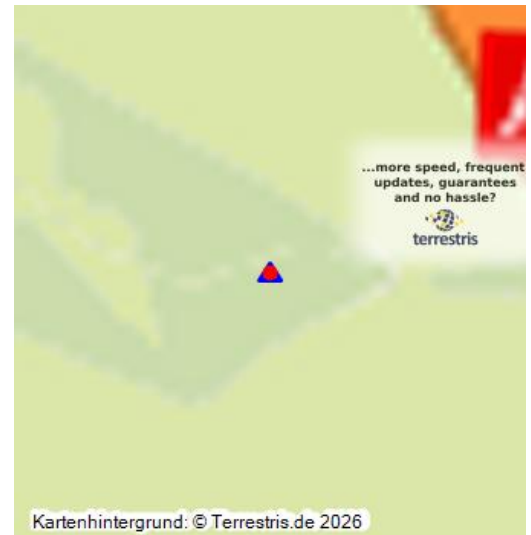 ...more speed, frequent
updates, guarantees
and no hassle?
terrestris
Kartenhintergrund: © Terrestris.de 2026